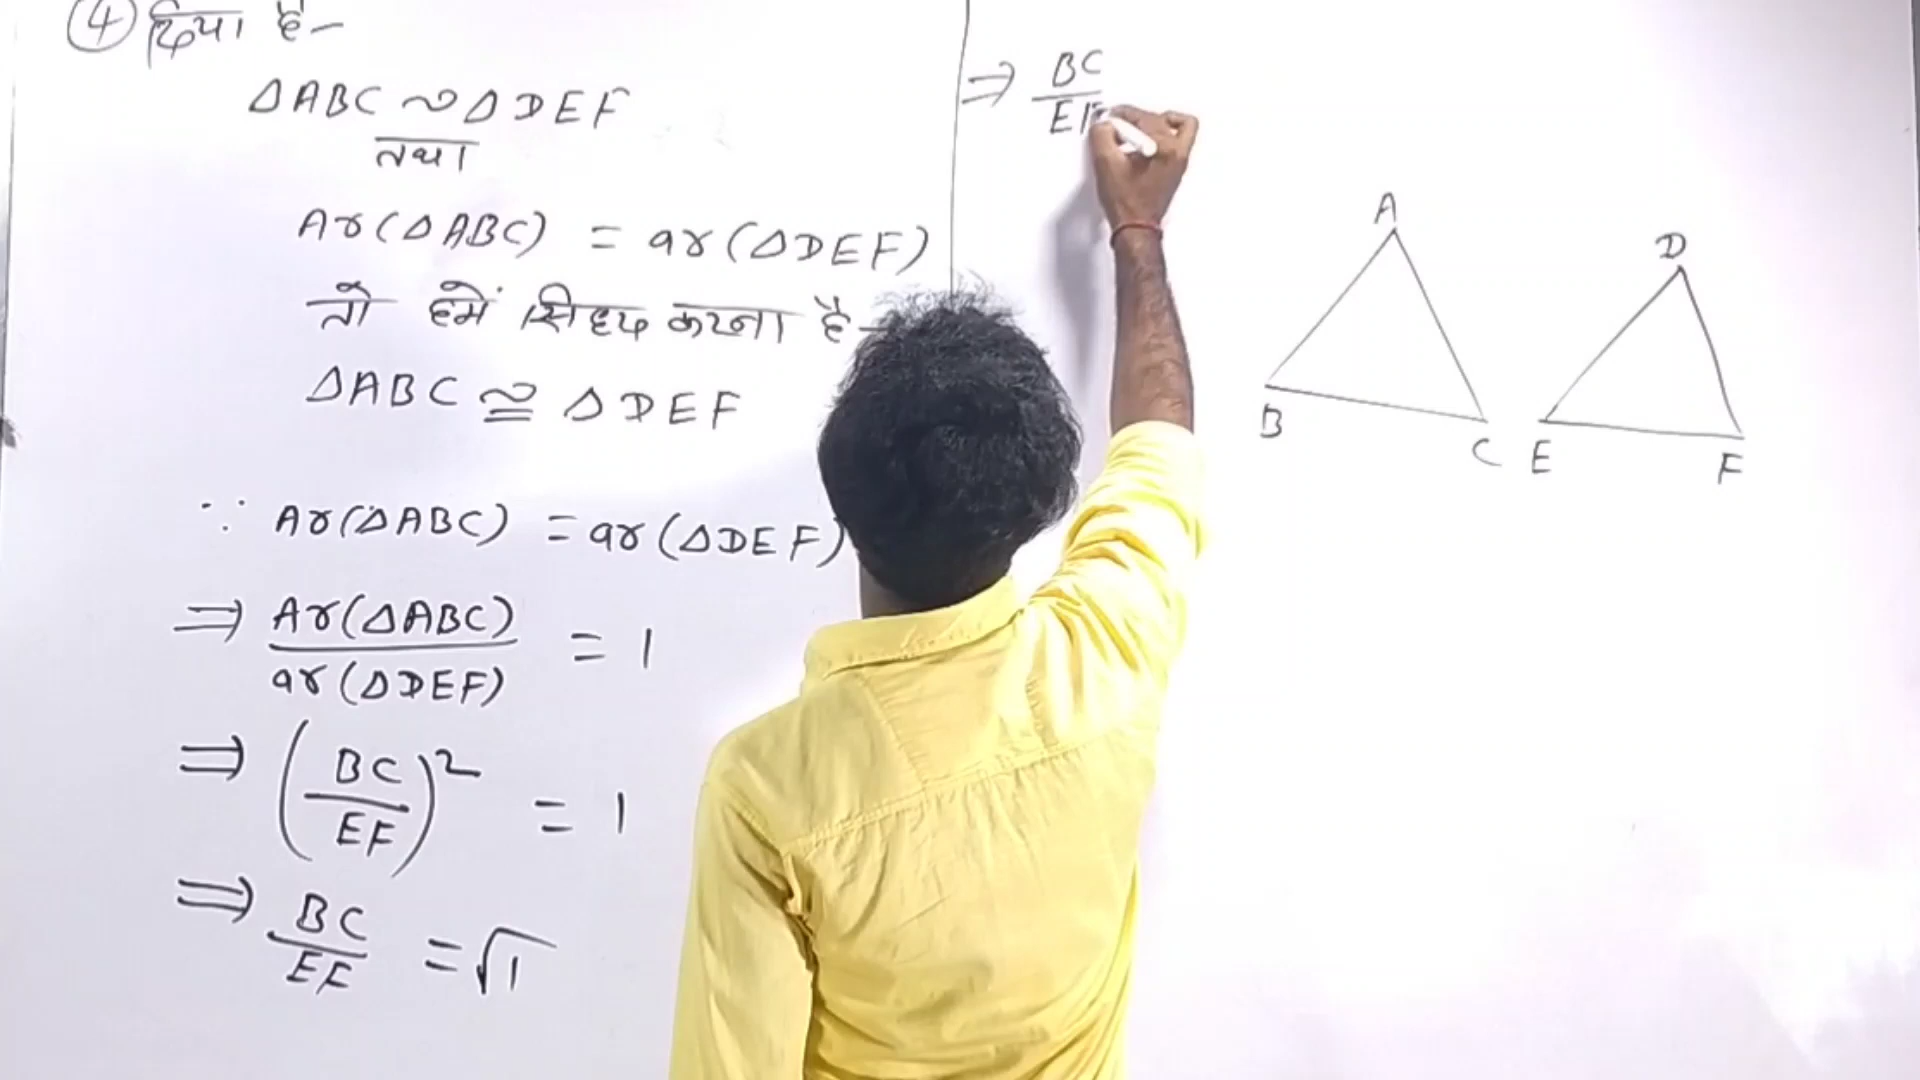 ④ दिया है-
△ABC ~ △DEF
तथा
Ar(△ABC) = ar(△DEF)
तो हमें सिद्ध करना है-
△ABC ≅ △DEF
∵ Ar(△ABC) = ar(△DEF)
⇒ Ar(△ABC)/ar(△DEF) = 1
⇒ (BC/EF)² = 1
⇒ BC/EF = √1
⇒ BC/EF
A
B
C
D
E
F